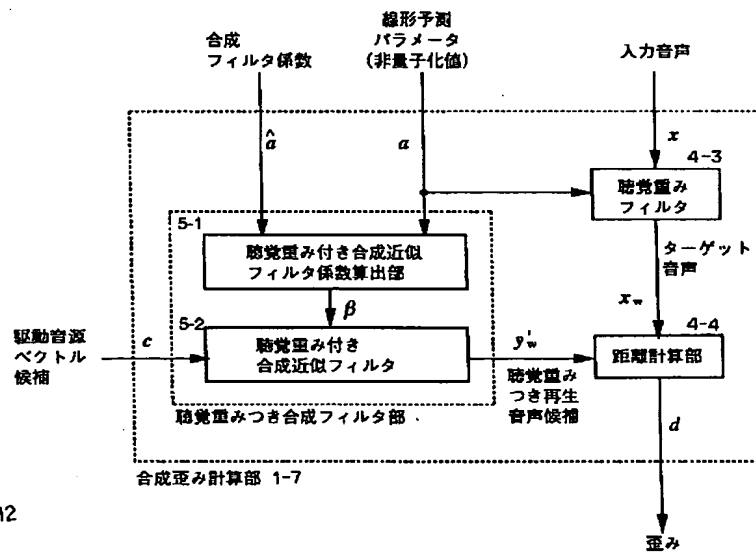 合成
フィルタ係数
線形予測
パラメータ
(非量子化値)
入力音声
â
a
x
4-3
聴覚重み
フィルタ
5-1
聴覚重み付き合成近似
フィルタ係数算出部
ターゲット
音声
β
x_w
5-2
4-4
駆動音源
ベクトル
候補
c
聴覚重み付き
合成近似フィルタ
y'_w
距離計算部
聴覚重み
つき再生
音声候補
d
聴覚重みつき合成フィルタ部
合成歪み計算部 1-7
歪み